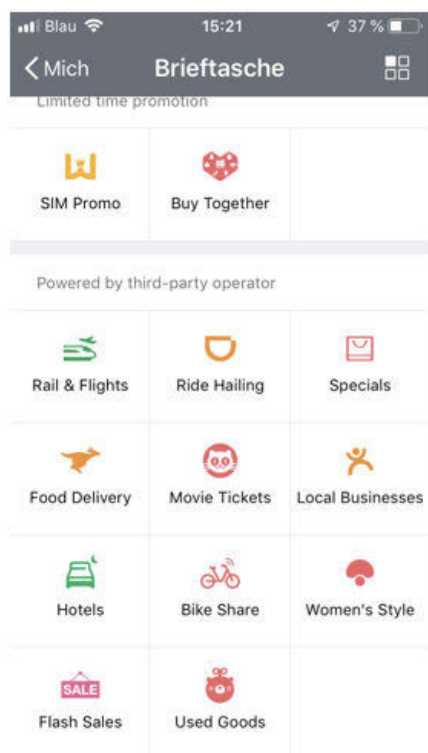 Blau 15:21 37 %
Mich Brieftasche
Limited time promotion
SIM Promo Buy Together
Powered by third-party operator
Rail & Flights Ride Hailing Specials
Food Delivery Movie Tickets Local Businesses
Hotels Bike Share Women's Style
SALE
Flash Sales Used Goods